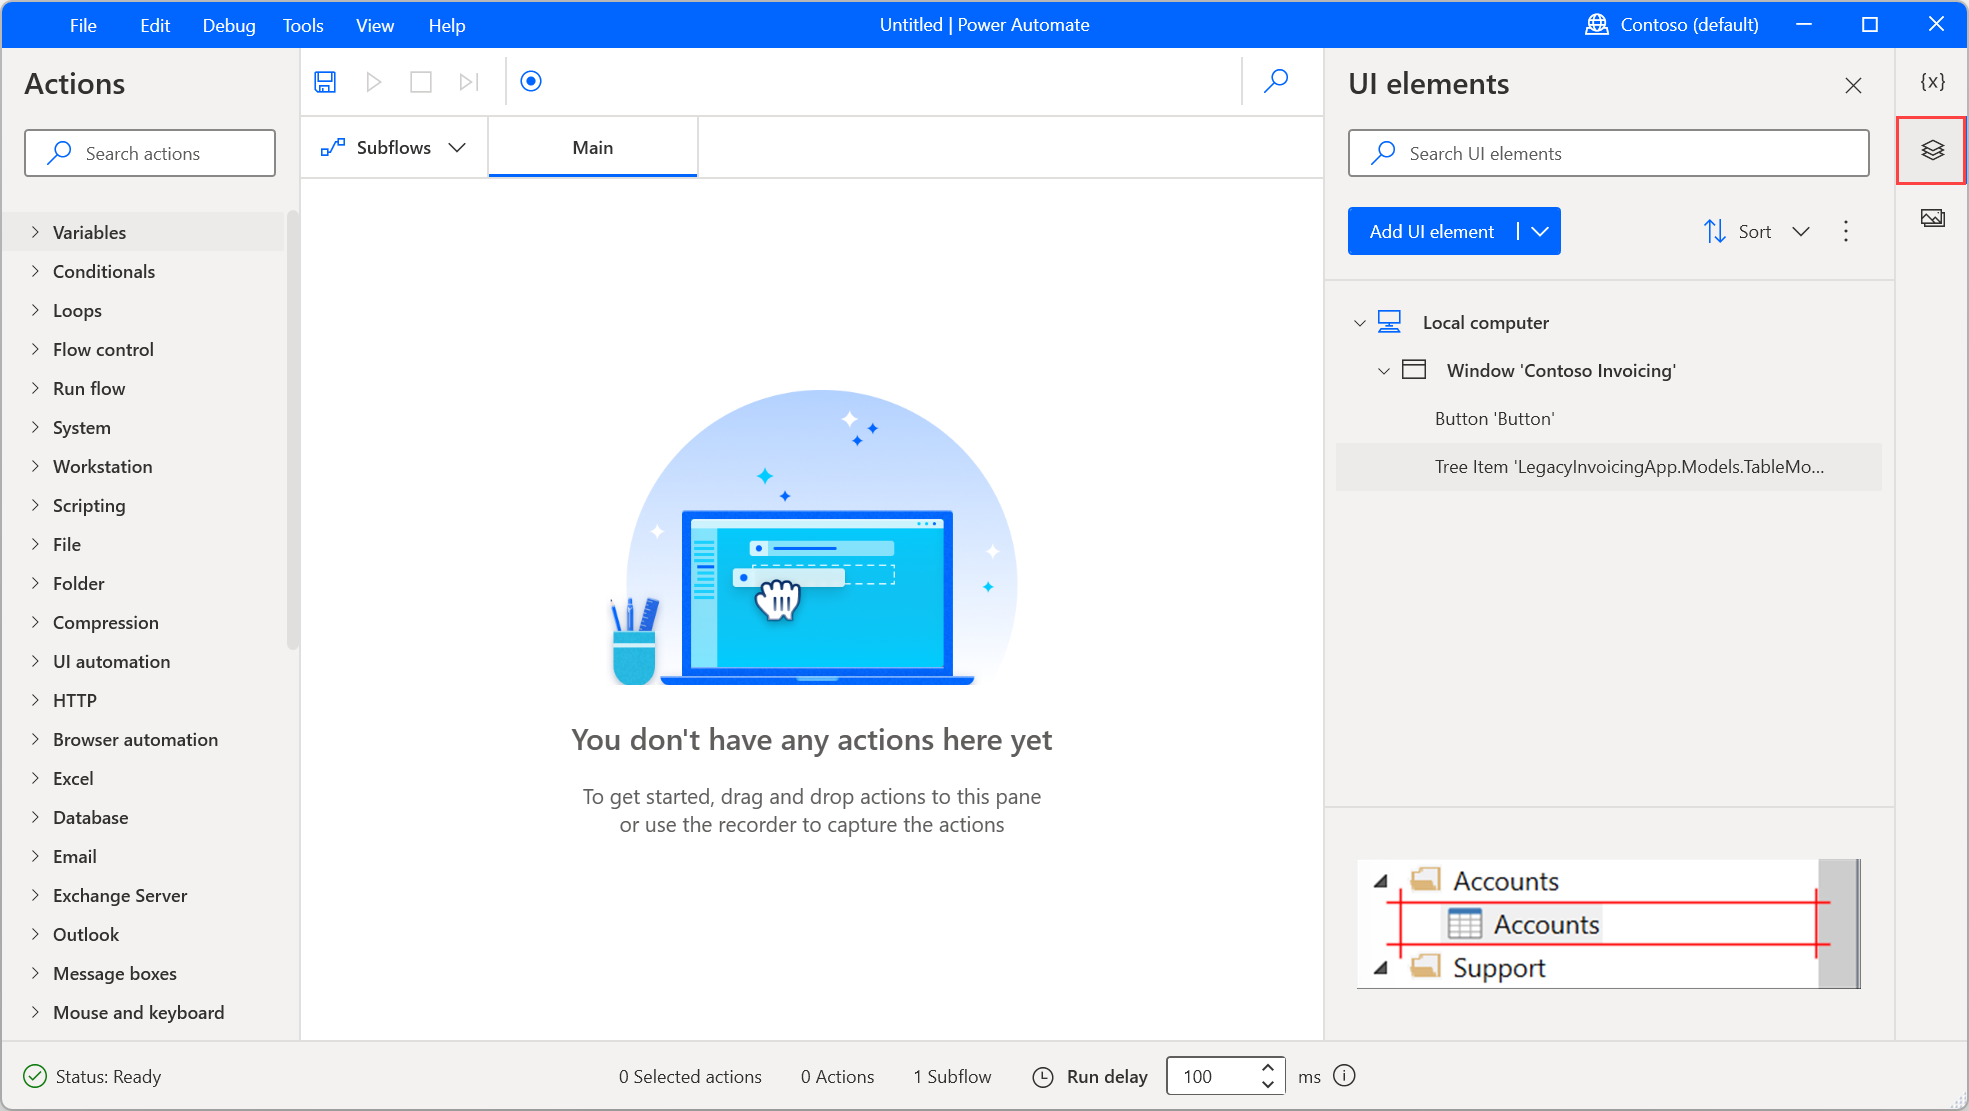 File Edit Debug Tools View Help
Untitled | Power Automate
Contoso (default)
Actions
Search actions
Variables
Conditionals
Loops
Flow control
Run flow
System
Workstation
Scripting
File
Folder
Compression
UI automation
HTTP
Browser automation
Excel
Database
Email
Exchange Server
Outlook
Message boxes
Mouse and keyboard
Subflows
Main
You don't have any actions here yet
To get started, drag and drop actions to this pane
or use the recorder to capture the actions
UI elements
Search UI elements
Add UI element
Sort
Local computer
Window 'Contoso Invoicing'
Button 'Button'
Tree Item 'LegacyInvoicingApp.Models.TableMo...
Accounts
Accounts
Support
{x}
Status: Ready
0 Selected actions
0 Actions
1 Subflow
Run delay
100
ms